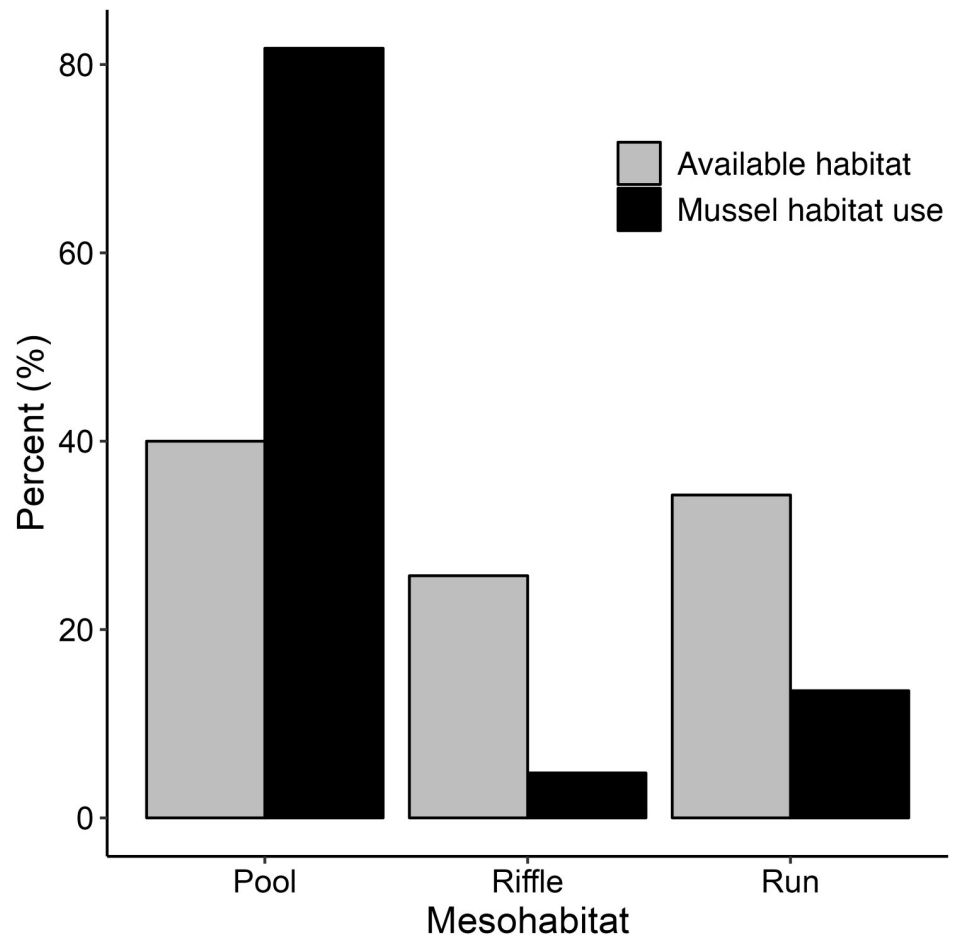 80
60
40
20
0
Percent (%)
Available habitat
Mussel habitat use
Pool
Riffle
Run
Mesohabitat